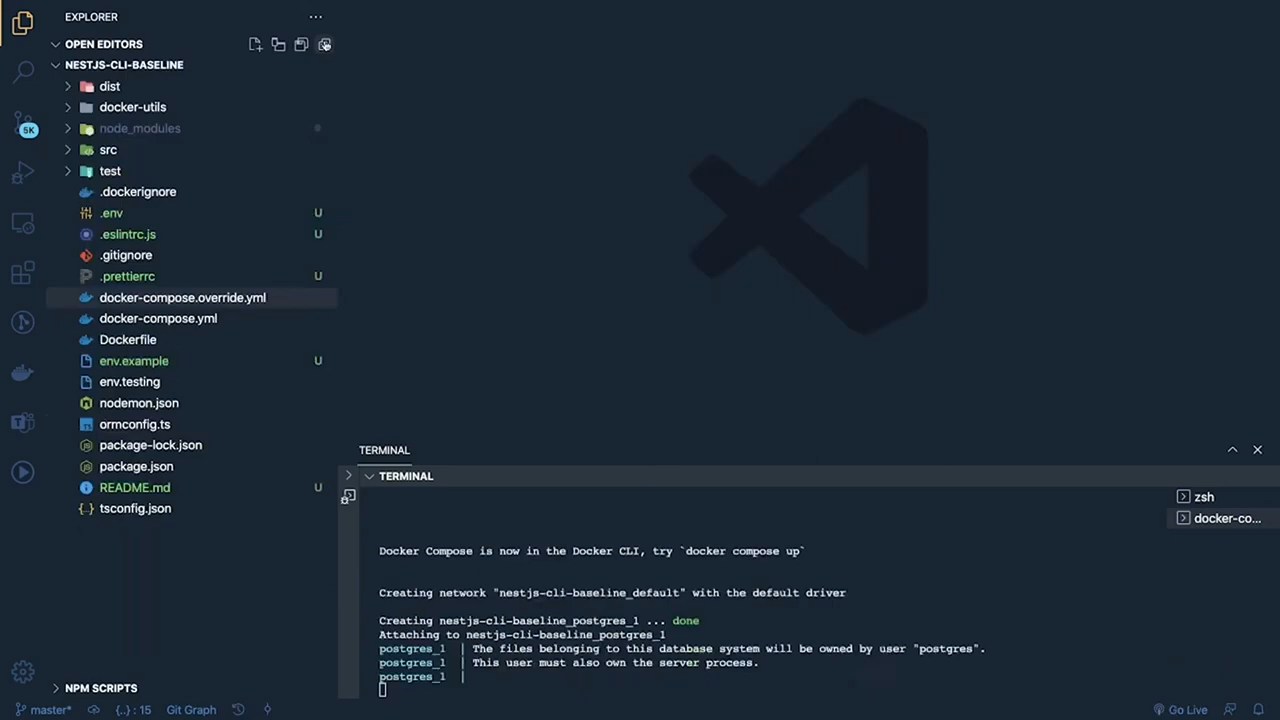 EXPLORER
OPEN EDITORS
NESTJS-CLI-BASELINE
dist
docker-utils
node_modules
src
test
.dockerignore
.env U
.eslintrc.js U
.gitignore
.prettierrc U
docker-compose.override.yml
docker-compose.yml
Dockerfile
env.example U
env.testing
nodemon.json
ormconfig.ts
package-lock.json
package.json
README.md U
tsconfig.json
NPM SCRIPTS
5K
TERMINAL
TERMINAL
zsh
docker-co...
Docker Compose is now in the Docker CLI, try `docker compose up`
Creating network "nestjs-cli-baseline_default" with the default driver
Creating nestjs-cli-baseline_postgres_1 ... done
Attaching to nestjs-cli-baseline_postgres_1
postgres_1 | The files belonging to this database system will be owned by user "postgres".
postgres_1 | This user must also own the server process.
postgres_1 |
master* {..} : 15 Git Graph Go Live